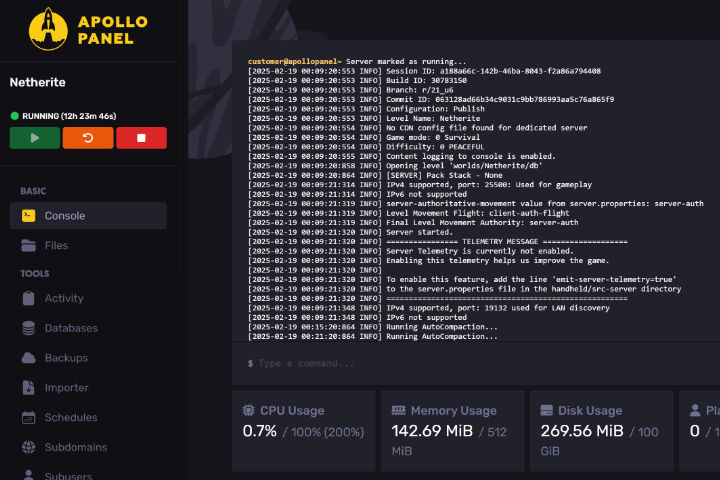 APOLLO
PANEL
Netherite
RUNNING (12h 23m 46s)
BASIC
Console
Files
TOOLS
Activity
Databases
Backups
Importer
Schedules
Subdomains
Subusers
customer@apollopanel~ Server marked as running...
[2025-02-19 00:09:20:553 INFO] Session ID: a188a66c-142b-46ba-8043-f2a86a794408
[2025-02-19 00:09:20:553 INFO] Build ID: 30783150
[2025-02-19 00:09:20:553 INFO] Branch: r/21_u6
[2025-02-19 00:09:20:553 INFO] Commit ID: 063128ad66b34c9031c9bb786993aa5c76a865f9
[2025-02-19 00:09:20:553 INFO] Configuration: Publish
[2025-02-19 00:09:20:553 INFO] Level Name: Netherite
[2025-02-19 00:09:20:554 INFO] No CDN config file found for dedicated server
[2025-02-19 00:09:20:554 INFO] Game mode: 0 Survival
[2025-02-19 00:09:20:554 INFO] Difficulty: 0 PEACEFUL
[2025-02-19 00:09:20:555 INFO] Content logging to console is enabled.
[2025-02-19 00:09:20:858 INFO] Opening level 'worlds/Netherite/db'
[2025-02-19 00:09:20:864 INFO] [SERVER] Pack Stack - None
[2025-02-19 00:09:21:314 INFO] IPv4 supported, port: 25500: Used for gameplay
[2025-02-19 00:09:21:314 INFO] IPv6 not supported
[2025-02-19 00:09:21:319 INFO] server-authoritative-movement value from server.properties: server-auth
[2025-02-19 00:09:21:319 INFO] Level Movement Flight: client-auth-flight
[2025-02-19 00:09:21:319 INFO] Final Level Movement Authority: server-auth
[2025-02-19 00:09:21:320 INFO] Server started.
[2025-02-19 00:09:21:320 INFO] ================ TELEMETRY MESSAGE ===================
[2025-02-19 00:09:21:320 INFO] Server Telemetry is currently not enabled.
[2025-02-19 00:09:21:320 INFO] Enabling this telemetry helps us improve the game.
[2025-02-19 00:09:21:320 INFO]
[2025-02-19 00:09:21:320 INFO] To enable this feature, add the line 'emit-server-telemetry=true'
[2025-02-19 00:09:21:320 INFO] to the server.properties file in the handheld/src-server directory
[2025-02-19 00:09:21:320 INFO] ======================================================
[2025-02-19 00:09:21:348 INFO] IPv4 supported, port: 19132 used for LAN discovery
[2025-02-19 00:09:21:348 INFO] IPv6 not supported
[2025-02-19 00:15:20:864 INFO] Running AutoCompaction...
[2025-02-19 00:21:20:864 INFO] Running AutoCompaction...
$ Type a command...
CPU Usage
0.7% / 100% (200%)
Memory Usage
142.69 MiB / 512
MiB
Disk Usage
269.56 MiB / 100
GiB
0 / 1